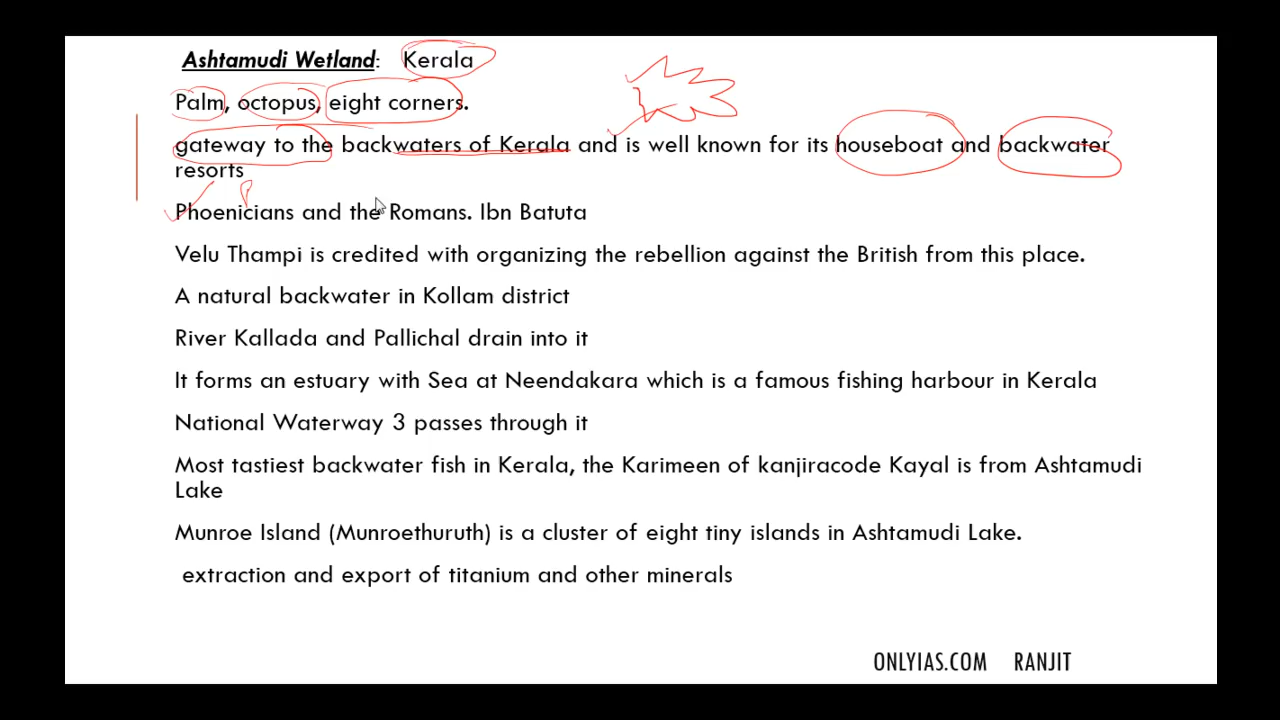 Ashtamudi Wetland: Kerala
Palm, octopus, eight corners.
gateway to the backwaters of Kerala and is well known for its houseboat and backwater
resorts
Phoenicians and the Romans. Ibn Batuta
Velu Thampi is credited with organizing the rebellion against the British from this place.
A natural backwater in Kollam district
River Kallada and Pallichal drain into it
It forms an estuary with Sea at Neendakara which is a famous fishing harbour in Kerala
National Waterway 3 passes through it
Most tastiest backwater fish in Kerala, the Karimeen of kanjiracode Kayal is from Ashtamudi
Lake
Munroe Island (Munroethuruth) is a cluster of eight tiny islands in Ashtamudi Lake.
extraction and export of titanium and other minerals
ONLYIAS.COM RANJIT